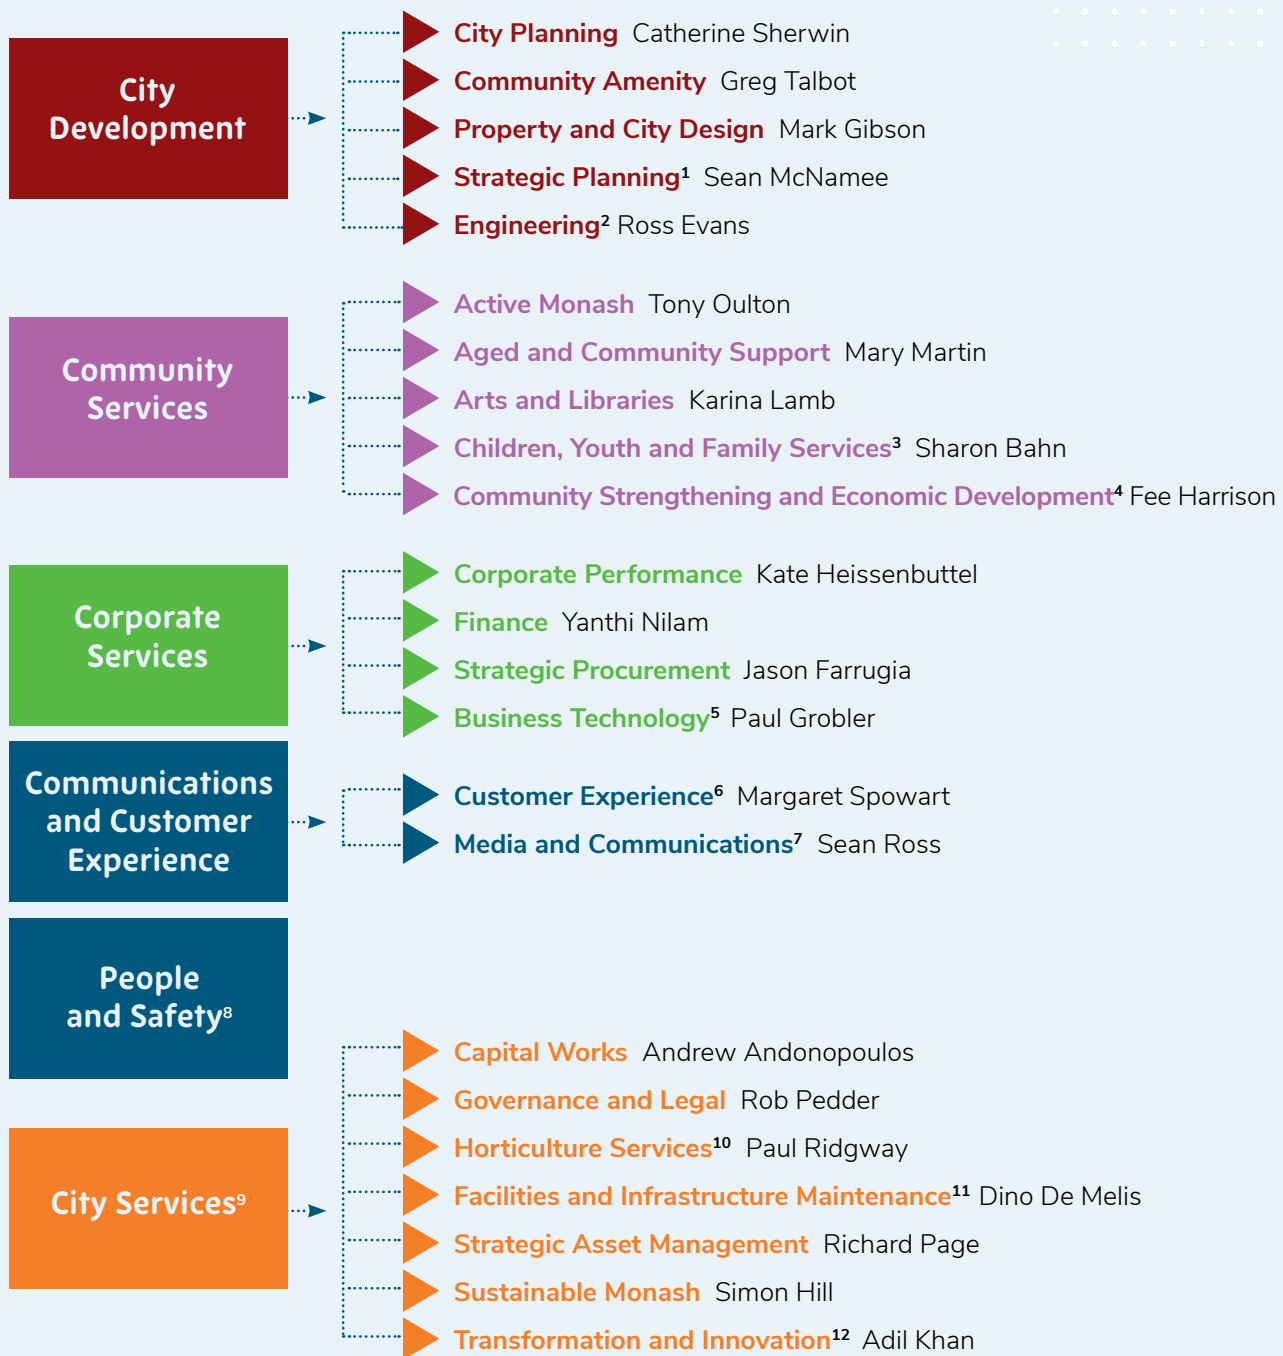 City
Development
City Planning Catherine Sherwin
Community Amenity Greg Talbot
Property and City Design Mark Gibson
Strategic Planning¹ Sean McNamee
Engineering² Ross Evans
Community
Services
Active Monash Tony Oulton
Aged and Community Support Mary Martin
Arts and Libraries Karina Lamb
Children, Youth and Family Services³ Sharon Bahn
Community Strengthening and Economic Development⁴ Fee Harrison
Corporate
Services
Corporate Performance Kate Heissenbuttel
Finance Yanthi Nilam
Strategic Procurement Jason Farrugia
Business Technology⁵ Paul Grobler
Communications
and Customer
Experience
Customer Experience⁶ Margaret Spowart
Media and Communications⁷ Sean Ross
People
and Safety⁸
City Services⁹
Capital Works Andrew Andonopoulos
Governance and Legal Rob Pedder
Horticulture Services¹⁰ Paul Ridgway
Facilities and Infrastructure Maintenance¹¹ Dino De Melis
Strategic Asset Management Richard Page
Sustainable Monash Simon Hill
Transformation and Innovation¹² Adil Khan